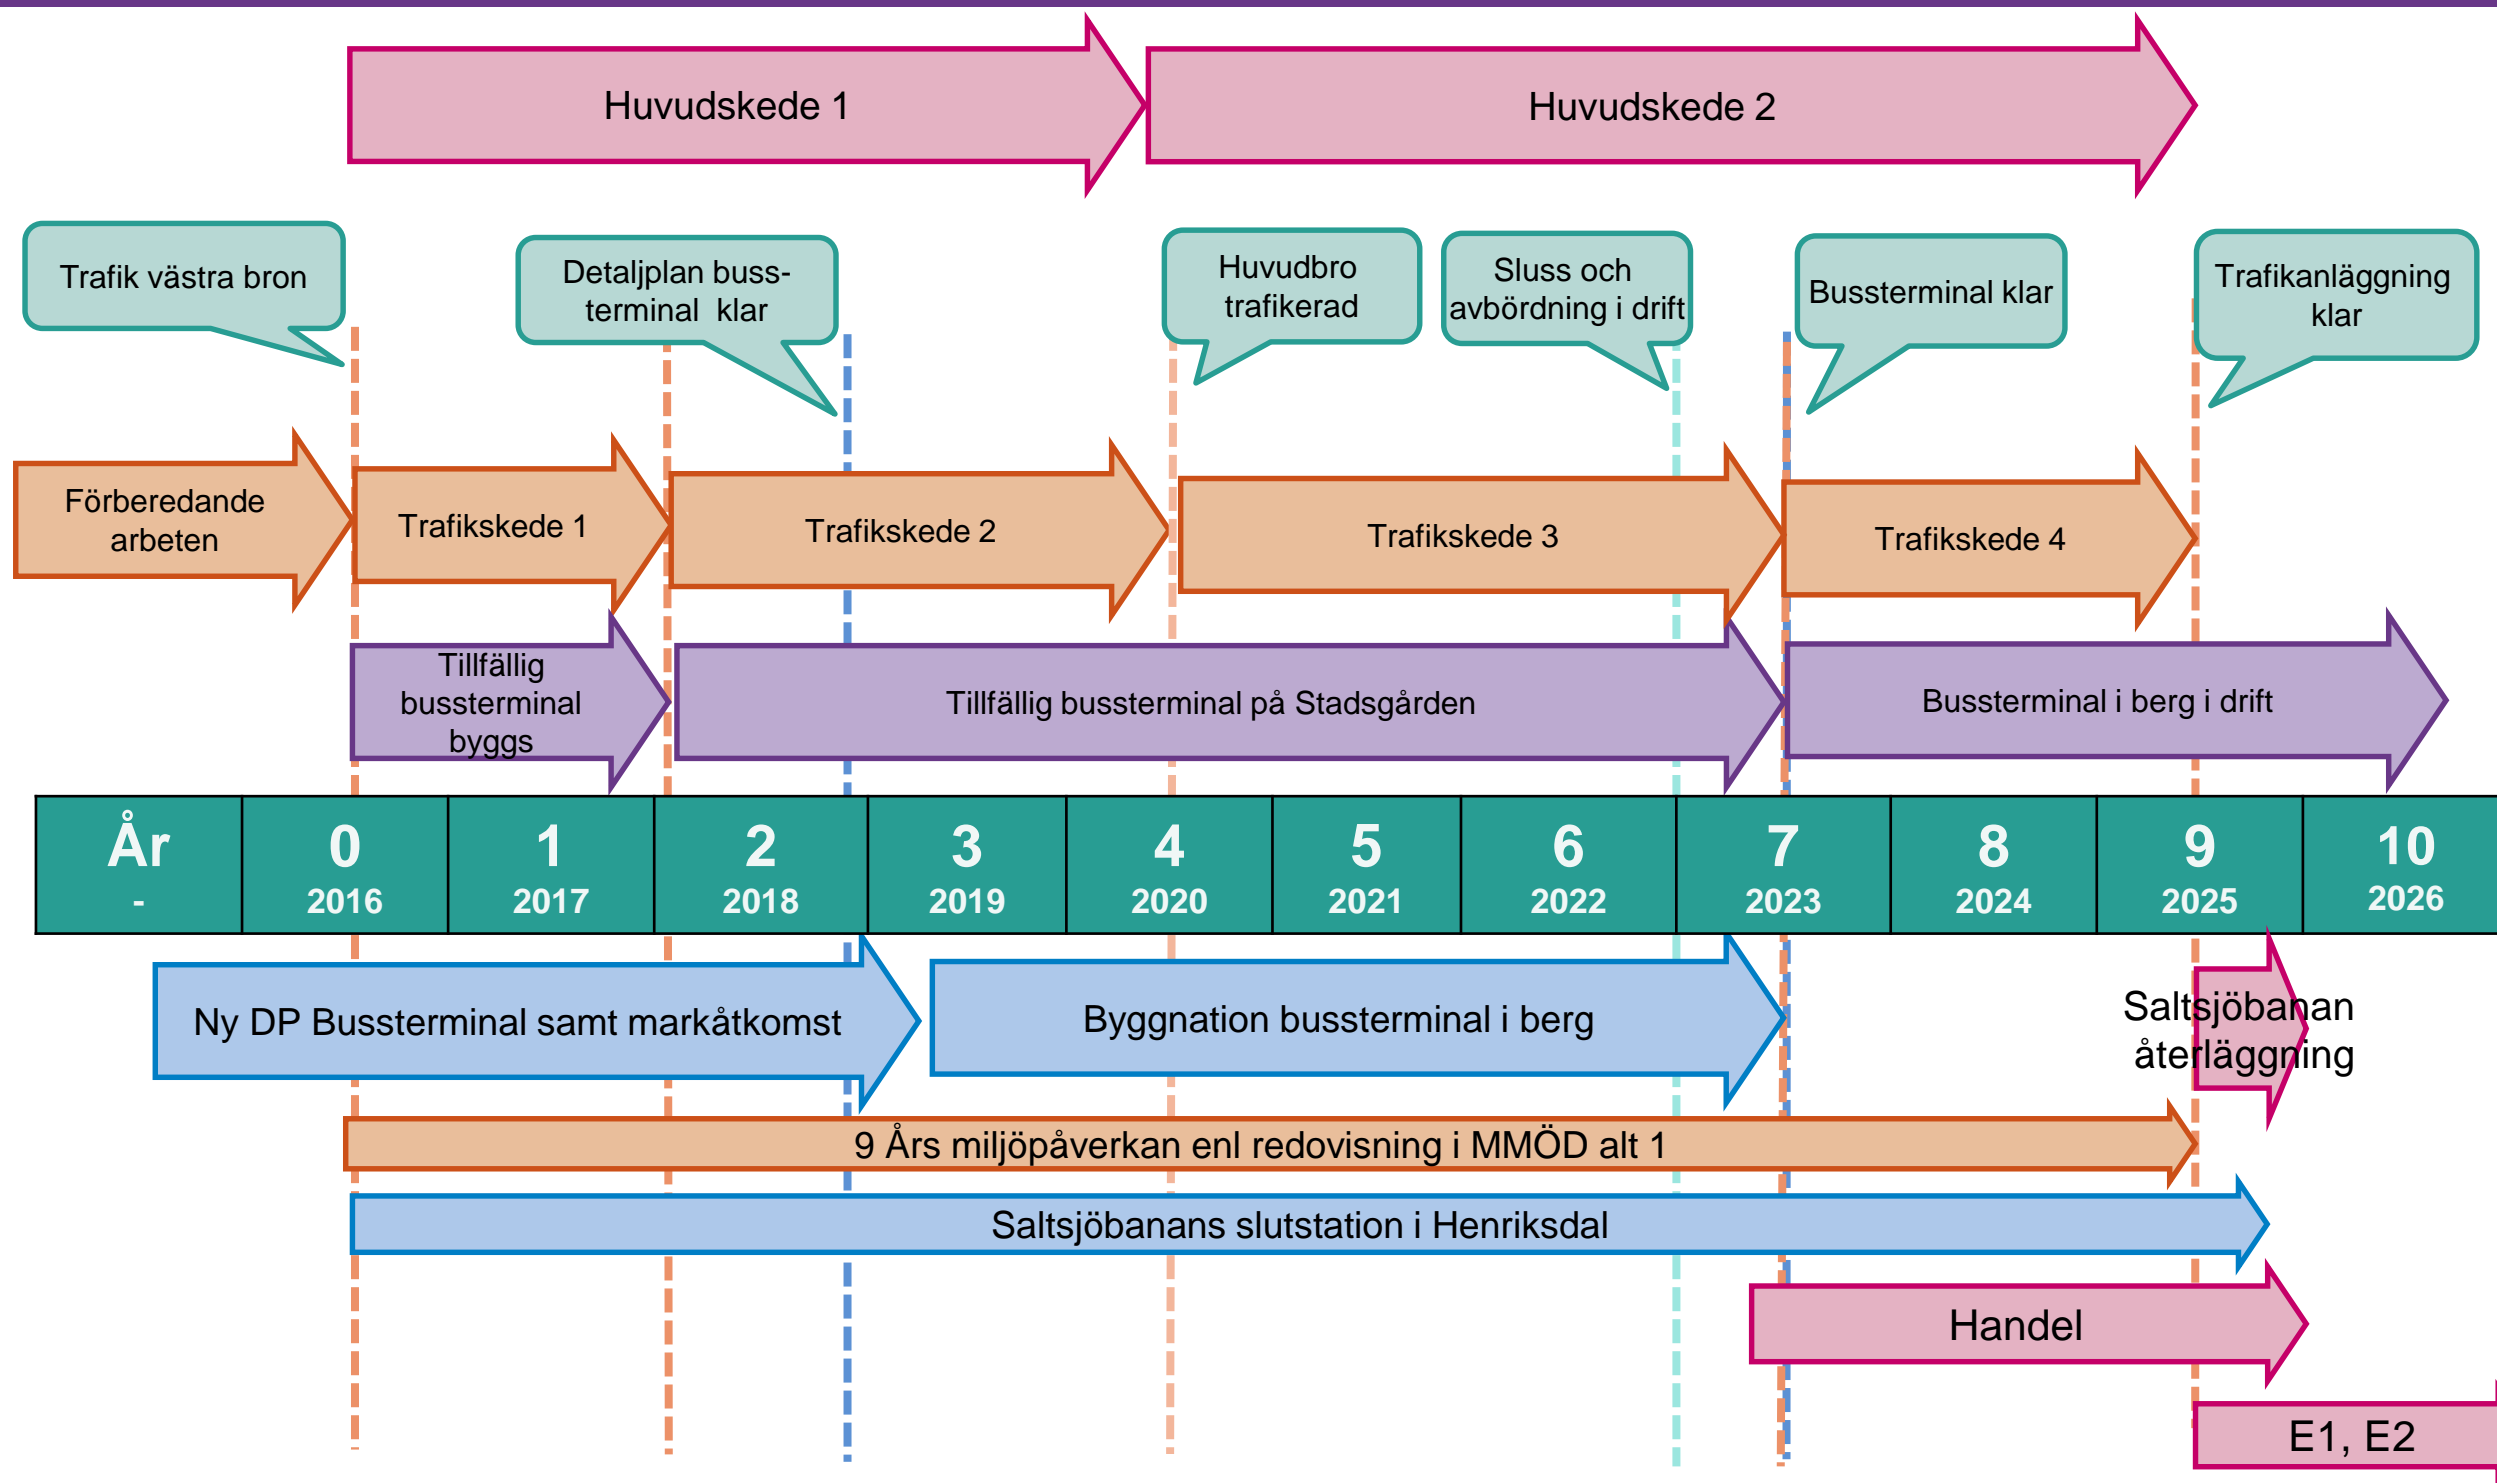 Huvudskede 1
Huvudskede 2
Trafik västra bron
Detaljplan buss-
terminal klar
Huvudbro
trafikerad
Sluss och
avbördning i drift
Bussterminal klar
Trafikanläggning
klar
Förberedande
arbeten
Trafikskede 1
Trafikskede 2
Trafikskede 3
Trafikskede 4
Tillfällig
bussterminal
byggs
Tillfällig bussterminal på Stadsgården
Bussterminal i berg i drift
År 0 1 2 3 4 5 6 7 8 9 10
- 2016 2017 2018 2019 2020 2021 2022 2023 2024 2025 2026
Ny DP Bussterminal samt markåtkomst
Byggnation bussterminal i berg
Saltsjöbanan
återläggning
9 Års miljöpåverkan enl redovisning i MMÖD alt 1
Saltsjöbanans slutstation i Henriksdal
Handel
E1, E2